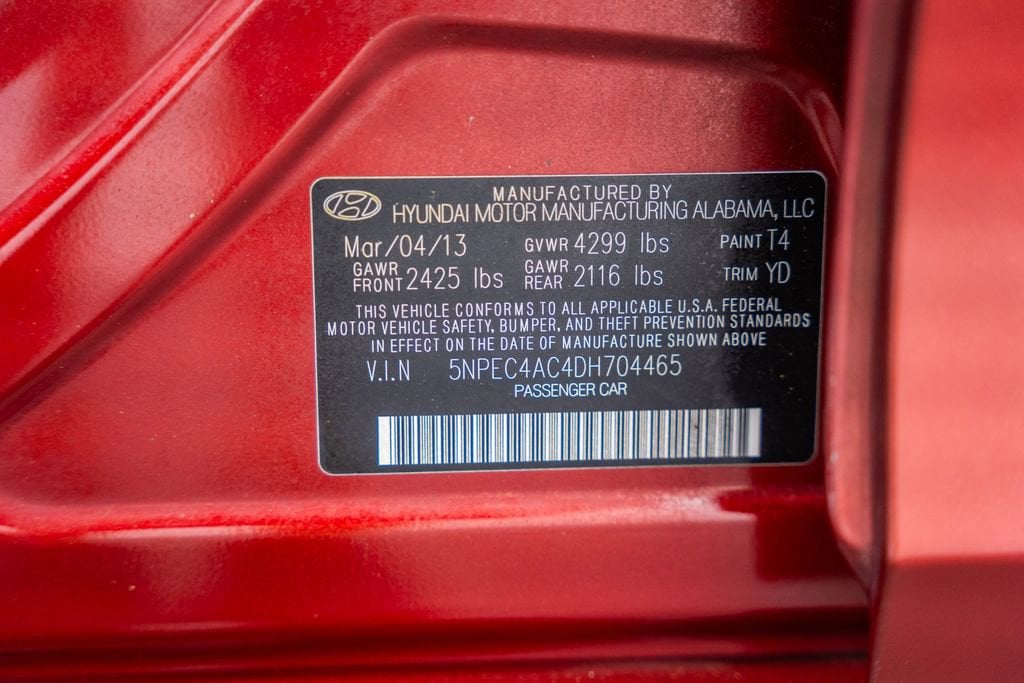 MANUFACTURED BY
HYUNDAI MOTOR MANUFACTURING ALABAMA, LLC
Mar/04/13 GVWR 4299 lbs PAINT T4
GAWR FRONT 2425 lbs GAWR REAR 2116 lbs TRIM YD
THIS VEHICLE CONFORMS TO ALL APPLICABLE U.S.A. FEDERAL
MOTOR VEHICLE SAFETY, BUMPER, AND THEFT PREVENTION STANDARDS
IN EFFECT ON THE DATE OF MANUFACTURE SHOWN ABOVE
V.I.N 5NPEC4AC4DH704465
PASSENGER CAR